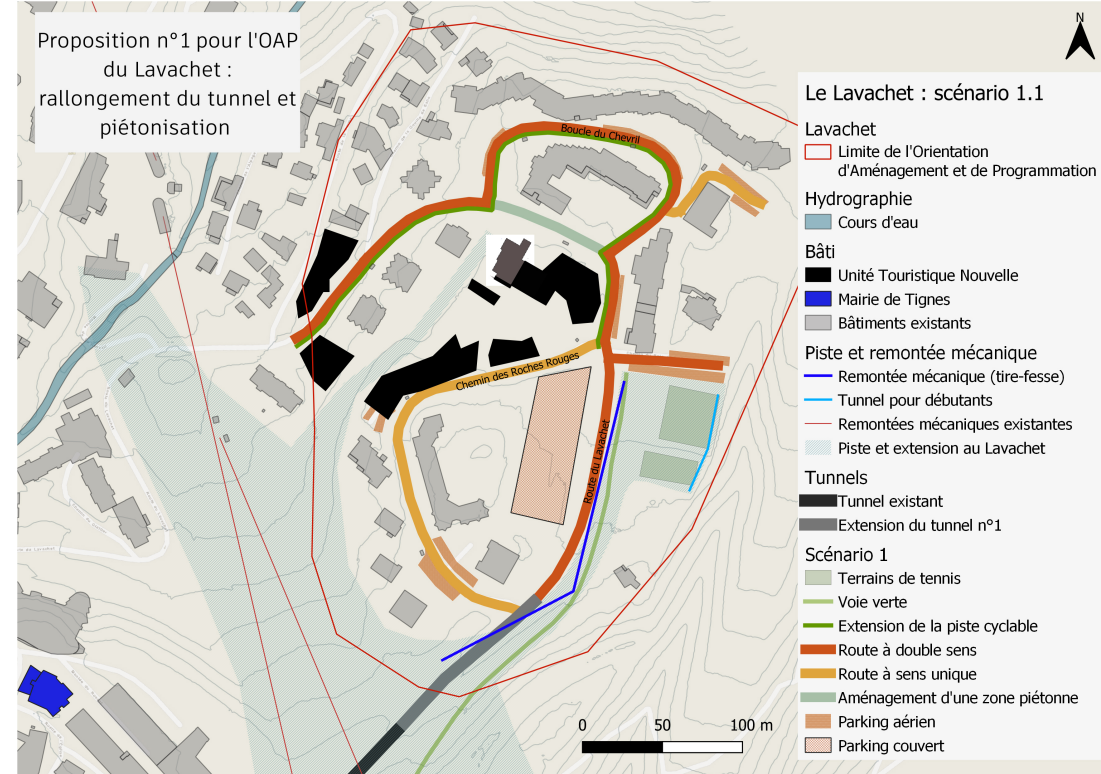 Proposition n°1 pour l'OAP
du Lavachet :
rallongement du tunnel et
piétonisation
N
Boucle du Chevril
Chemin des Roches Rouges
Route du Lavachet
0 50 100 m
Le Lavachet : scénario 1.1
Lavachet
Limite de l'Orientation
d'Aménagement et de Programmation
Hydrographie
Cours d'eau
Bâti
Unité Touristique Nouvelle
Mairie de Tignes
Bâtiments existants
Piste et remontée mécanique
Remontée mécanique (tire-fesse)
Tunnel pour débutants
Remontées mécaniques existantes
Piste et extension au Lavachet
Tunnels
Tunnel existant
Extension du tunnel n°1
Scénario 1
Terrains de tennis
Voie verte
Extension de la piste cyclable
Route à double sens
Route à sens unique
Aménagement d'une zone piétonne
Parking aérien
Parking couvert